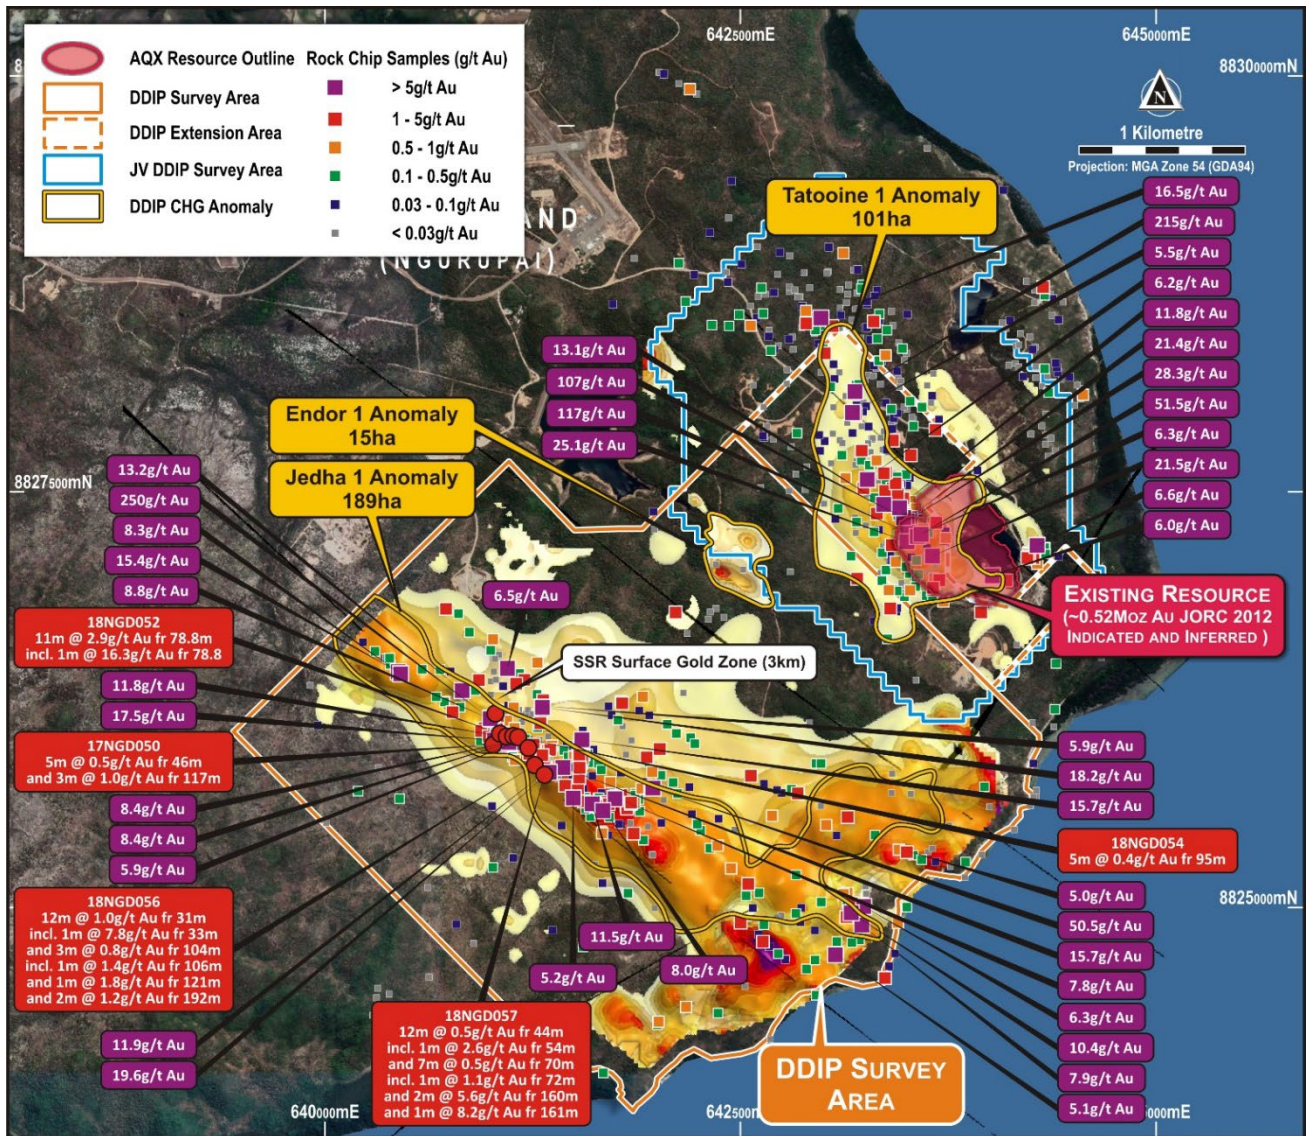 AQX Resource Outline
DDIP Survey Area
DDIP Extension Area
JV DDIP Survey Area
DDIP CHG Anomaly
Rock Chip Samples (g/t Au)
> 5g/t Au
1 - 5g/t Au
0.5 - 1g/t Au
0.1 - 0.5g/t Au
0.03 - 0.1g/t Au
< 0.03g/t Au
(NGURUPAI)
642500mE
645000mE
8830000mN
N
1 Kilometre
Projection: MGA Zone 54 (GDA94)
Tatooine 1 Anomaly
101ha
16.5g/t Au
215g/t Au
5.5g/t Au
6.2g/t Au
11.8g/t Au
21.4g/t Au
28.3g/t Au
51.5g/t Au
6.3g/t Au
21.5g/t Au
6.6g/t Au
6.0g/t Au
13.1g/t Au
107g/t Au
117g/t Au
25.1g/t Au
Endor 1 Anomaly
15ha
Jedha 1 Anomaly
189ha
8827500mN
13.2g/t Au
250g/t Au
8.3g/t Au
15.4g/t Au
8.8g/t Au
18NGD052
11m @ 2.9g/t Au fr 78.8m
incl. 1m @ 16.3g/t Au fr 78.8
11.8g/t Au
17.5g/t Au
17NGD050
5m @ 0.5g/t Au fr 46m
and 3m @ 1.0g/t Au fr 117m
8.4g/t Au
8.4g/t Au
5.9g/t Au
18NGD056
12m @ 1.0g/t Au fr 31m
incl. 1m @ 7.8g/t Au fr 33m
and 3m @ 0.8g/t Au fr 104m
incl. 1m @ 1.4g/t Au fr 106m
and 1m @ 1.8g/t Au fr 121m
and 2m @ 1.2g/t Au fr 192m
11.9g/t Au
19.6g/t Au
6.5g/t Au
SSR Surface Gold Zone (3km)
EXISTING RESOURCE
(~0.52MOZ AU JORC 2012
INDICATED AND INFERRED )
5.9g/t Au
18.2g/t Au
15.7g/t Au
18NGD054
5m @ 0.4g/t Au fr 95m
5.0g/t Au
50.5g/t Au
15.7g/t Au
7.8g/t Au
6.3g/t Au
10.4g/t Au
7.9g/t Au
5.1g/t Au
8825000mN
11.5g/t Au
5.2g/t Au
8.0g/t Au
18NGD057
12m @ 0.5g/t Au fr 44m
incl. 1m @ 2.6g/t Au fr 54m
and 7m @ 0.5g/t Au fr 70m
incl. 1m @ 1.1g/t Au fr 72m
and 2m @ 5.6g/t Au fr 160m
and 1m @ 8.2g/t Au fr 161m
DDIP SURVEY
AREA
640000mE
642500mE